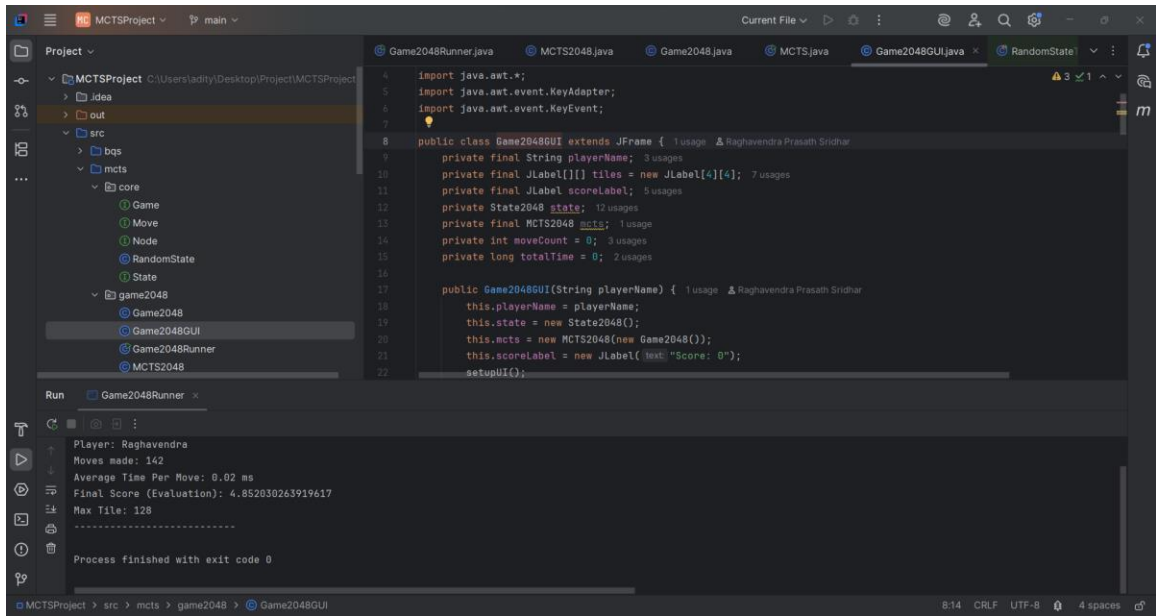 MC MCTSProject main Current File
Project
MCTSProject C:\Users\adity\Desktop\Project\MCTSProject
.idea
out
src
bqs
mcts
core
Game
Move
Node
RandomState
State
game2048
Game2048
Game2048GUI
Game2048Runner
MCTS2048
Game2048Runner.java MCTS2048.java Game2048.java MCTS.java Game2048GUI.java RandomStateT
3 1
4 import java.awt.*;
5 import java.awt.event.KeyAdapter;
6 import java.awt.event.KeyEvent;
7
8 public class Game2048GUI extends JFrame { 1 usage Raghavendra Prasath Sridhar
9 private final String playerName; 3 usages
10 private final JLabel[][] tiles = new JLabel[4][4]; 7 usages
11 private final JLabel scoreLabel; 5 usages
12 private State2048 state; 12 usages
13 private final MCTS2048 mcts; 1 usage
14 private int moveCount = 0; 3 usages
15 private long totalTime = 0; 2 usages
16
17 public Game2048GUI(String playerName) { 1 usage Raghavendra Prasath Sridhar
18 this.playerName = playerName;
19 this.state = new State2048();
20 this.mcts = new MCTS2048(new Game2048());
21 this.scoreLabel = new JLabel( text: "Score: 0");
22 setupUI();
Run Game2048Runner
Player: Raghavendra
Moves made: 142
Average Time Per Move: 0.02 ms
Final Score (Evaluation): 4.852030263919617
Max Tile: 128
---------------------------
Process finished with exit code 0
MCTSProject > src > mcts > game2048 > Game2048GUI 8:14 CRLF UTF-8 4 spaces